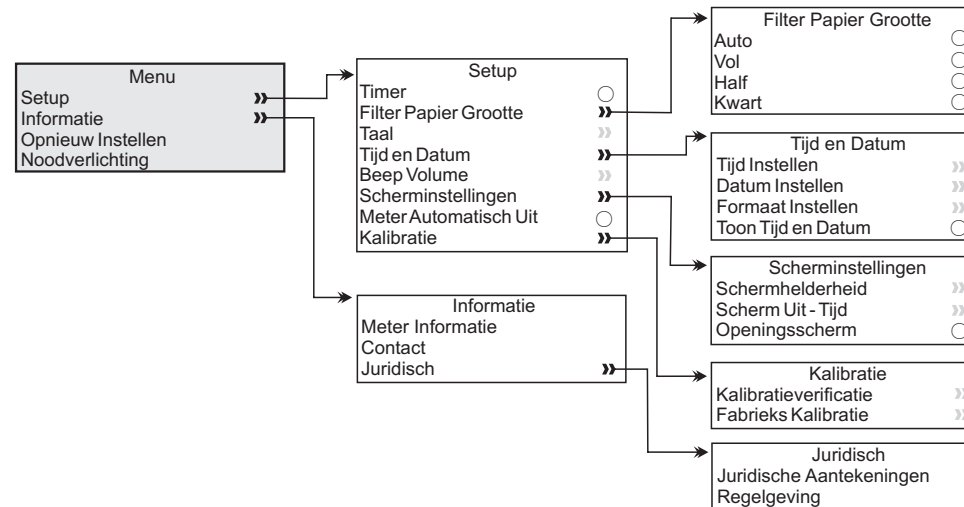 Menu
Setup
Informatie
Opnieuw Instellen
Noodverlichting
Setup
Timer
Filter Papier Grootte
Taal
Tijd en Datum
Beep Volume
Scherminstellingen
Meter Automatisch Uit
Kalibratie
Informatie
Meter Informatie
Contact
Juridisch
Filter Papier Grootte
Auto
Vol
Half
Kwart
Tijd en Datum
Tijd Instellen
Datum Instellen
Formaat Instellen
Toon Tijd en Datum
Scherminstellingen
Schermhelderheid
Scherm Uit - Tijd
Openingsscherm
Kalibratie
Kalibratieverificatie
Fabrieks Kalibratie
Juridisch
Juridische Aantekeningen
Regelgeving